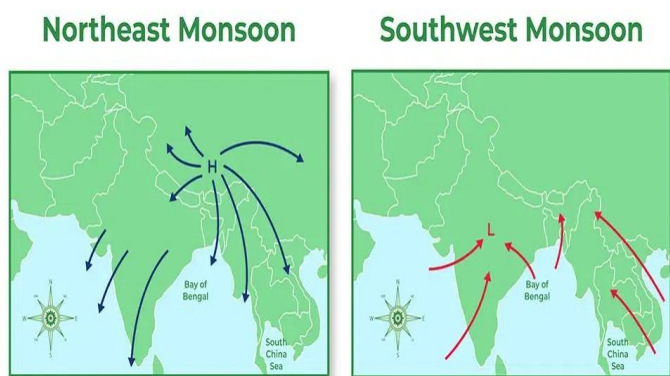 Northeast Monsoon
Southwest Monsoon
H
Bay of
Bengal
South
China
Sea
N
W
E
S
L
Bay of
Bengal
South
China
Sea
N
W
E
S